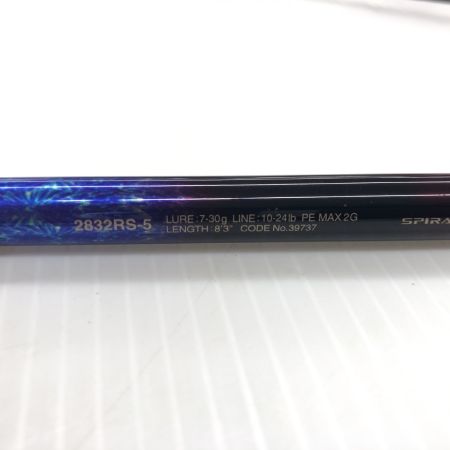 2832RS-5 LURE:7-30g LINE:10-24lb PE MAX 2G
LENGTH:8'3" CODE No.39737
SPIRA